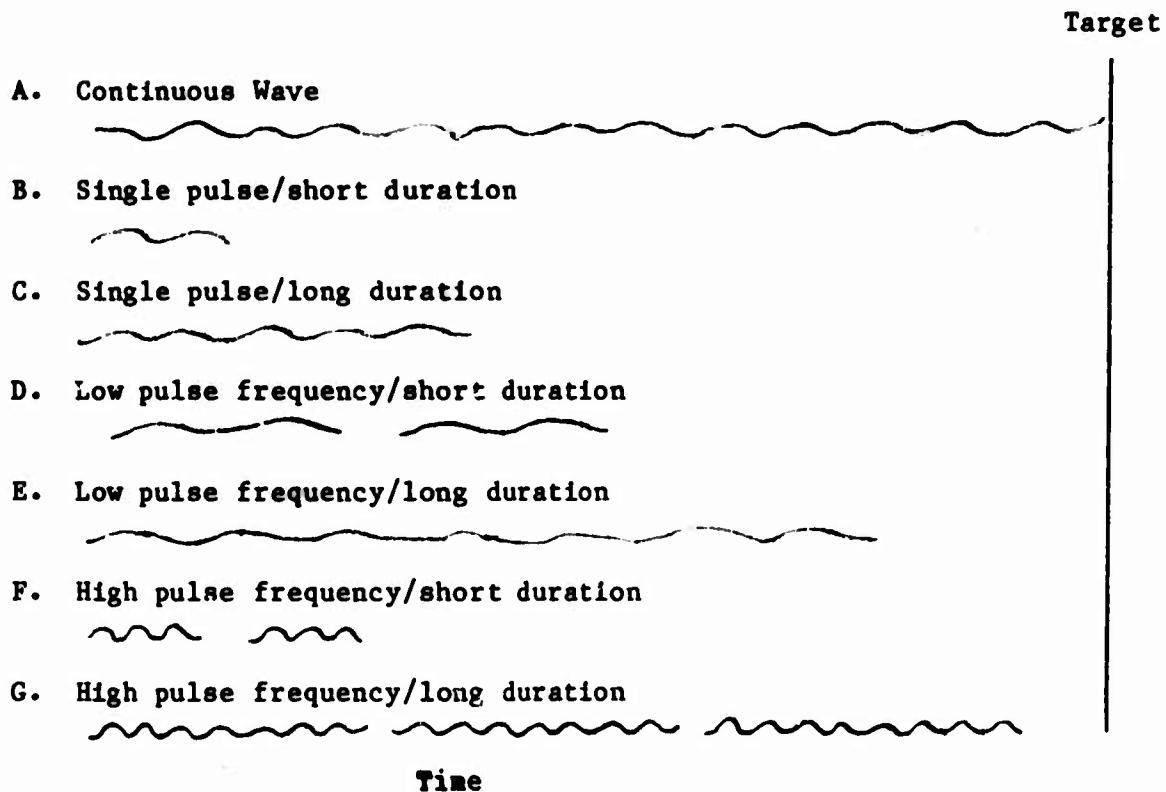 Target
A. Continuous Wave
B. Single pulse/short duration
C. Single pulse/long duration
D. Low pulse frequency/short duration
E. Low pulse frequency/long duration
F. High pulse frequency/short duration
G. High pulse frequency/long duration
Time